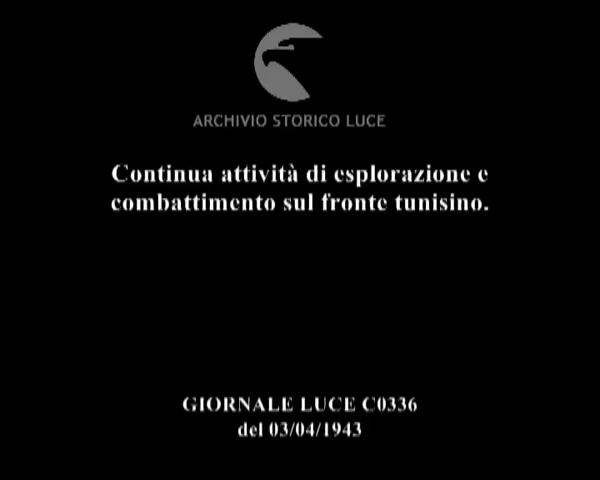 ARCHIVIO STORICO LUCE
Continua attività di esplorazione e
combattimento sul fronte tunisino.
GIORNALE LUCE C0336
del 03/04/1943